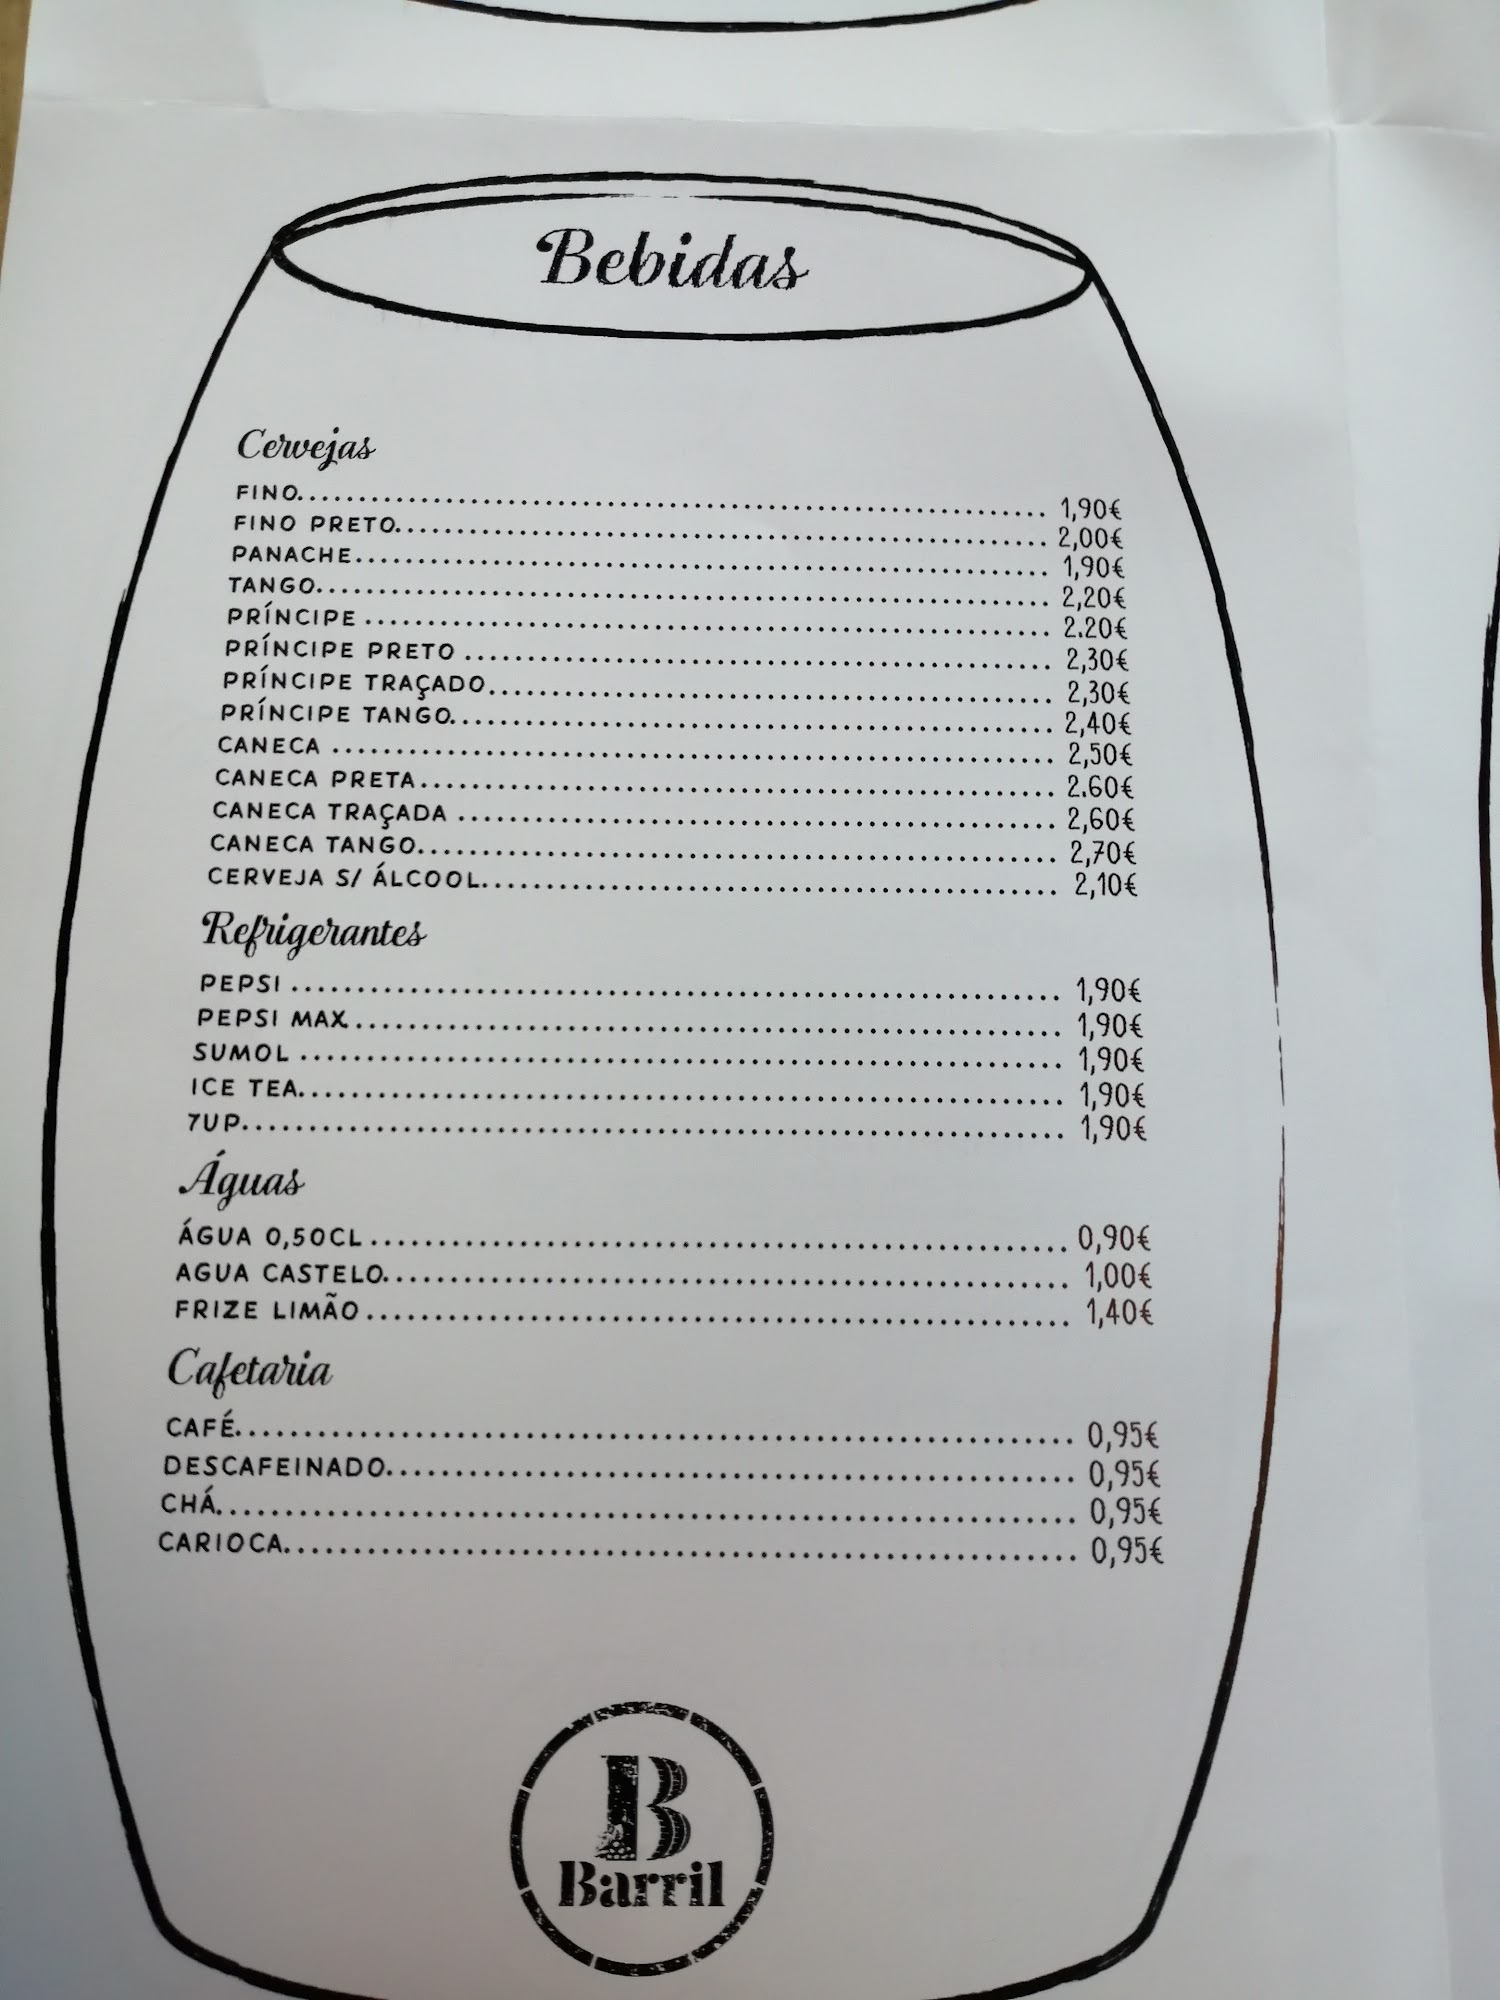 Bebidas
Cervejas
FINO 1,90€
FINO PRETO 2,00€
PANACHE 1,90€
TANGO 2,20€
PRÍNCIPE 2.20€
PRÍNCIPE PRETO 2,30€
PRÍNCIPE TRAÇADO 2,30€
PRÍNCIPE TANGO 2,40€
CANECA 2,50€
CANECA PRETA 2.60€
CANECA TRAÇADA 2,60€
CANECA TANGO 2,70€
CERVEJA S/ ÁLCOOL 2,10€
Refrigerantes
PEPSI 1,90€
PEPSI MAX 1,90€
SUMOL 1,90€
ICE TEA 1,90€
7UP 1,90€
Águas
ÁGUA 0,50CL 0,90€
AGUA CASTELO 1,00€
FRIZE LIMÃO 1,40€
Cafetaria
CAFÉ 0,95€
DESCAFEINADO 0,95€
CHÁ 0,95€
CARIOCA 0,95€
B
Barril